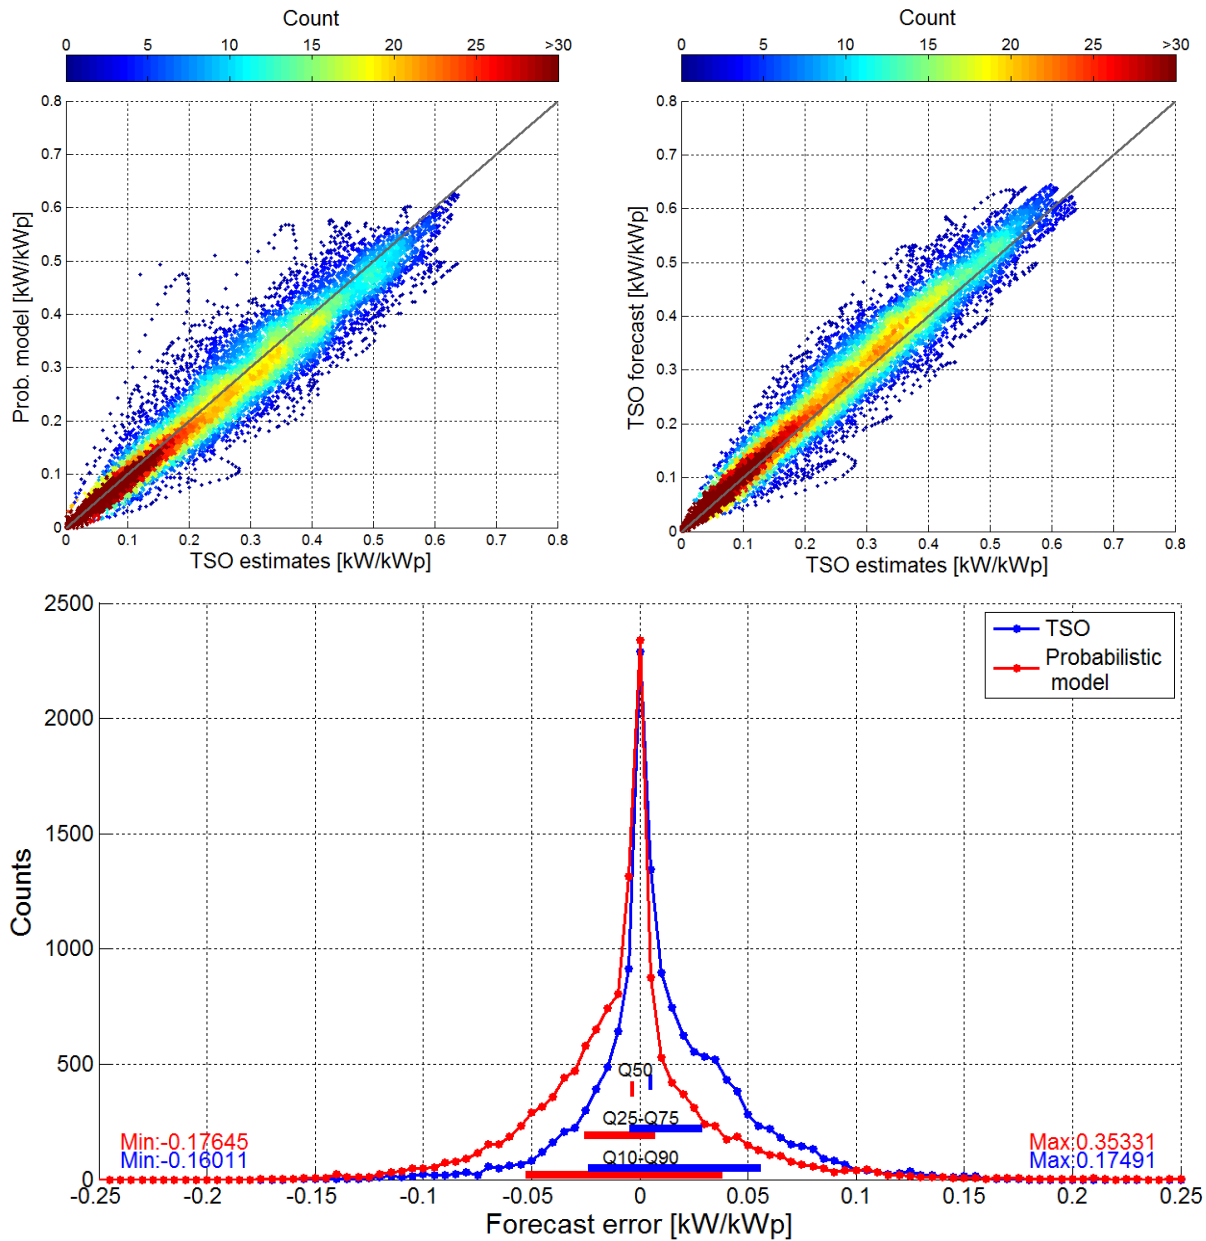 Count
0 5 10 15 20 25 >30
0.8
0.7
0.6
0.5
0.4
0.3
0.2
0.1
0
Prob. model [kW/kWp]
0 0.1 0.2 0.3 0.4 0.5 0.6 0.7 0.8
TSO estimates [kW/kWp]
Count
0 5 10 15 20 25 >30
0.8
0.7
0.6
0.5
0.4
0.3
0.2
0.1
0
TSO forecast [kW/kWp]
0 0.1 0.2 0.3 0.4 0.5 0.6 0.7 0.8
TSO estimates [kW/kWp]
2500
2000
1500
1000
500
0
Counts
TSO
Probabilistic
model
Q50
Q25-Q75
Q10-Q90
Min:-0.17645
Min:-0.16011
Max:0.35331
Max:0.17491
-0.25 -0.2 -0.15 -0.1 -0.05 0 0.05 0.1 0.15 0.2 0.25
Forecast error [kW/kWp]